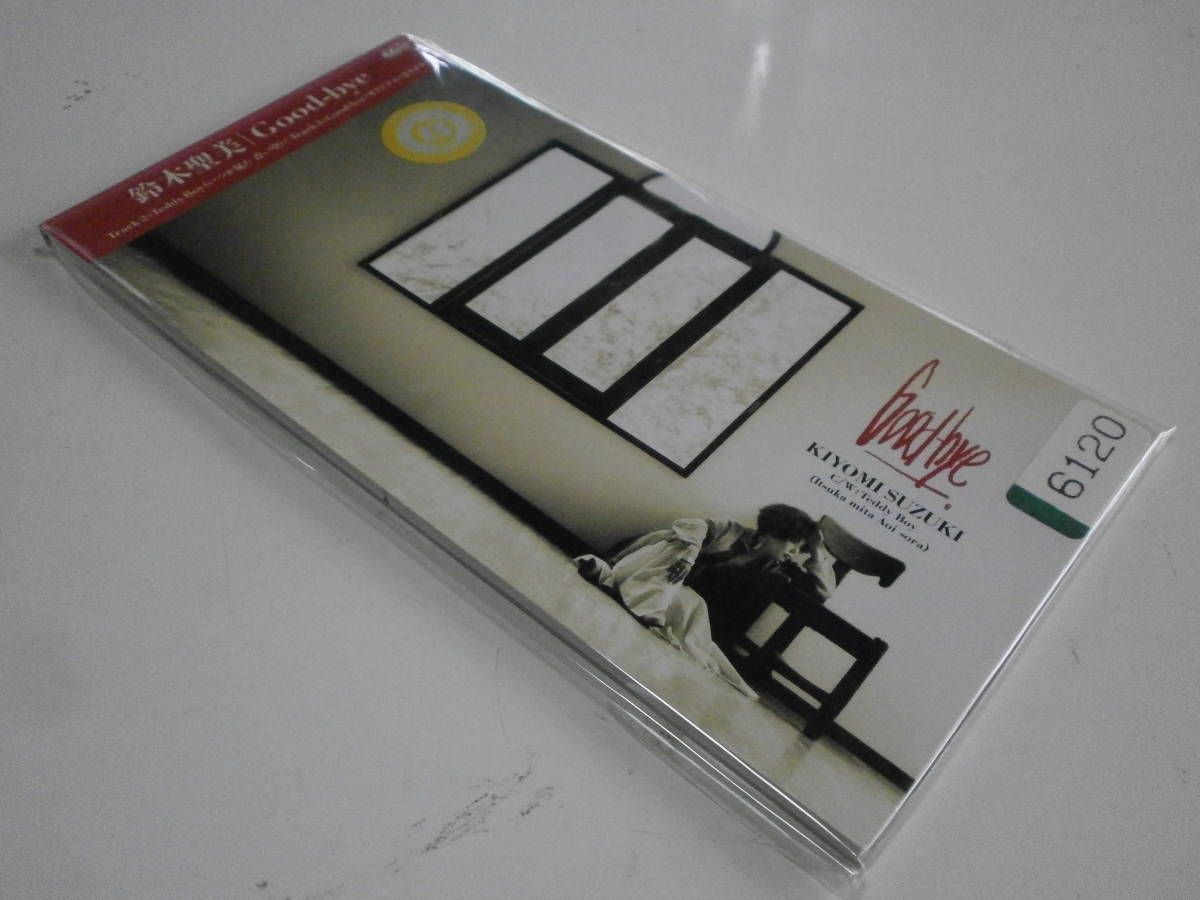 鈴木聖美 | Good-bye
Good-bye
KIYOMI SUZUKI
C/W:Teddy Boy
(Itsuka mita Aoi sora)
6120